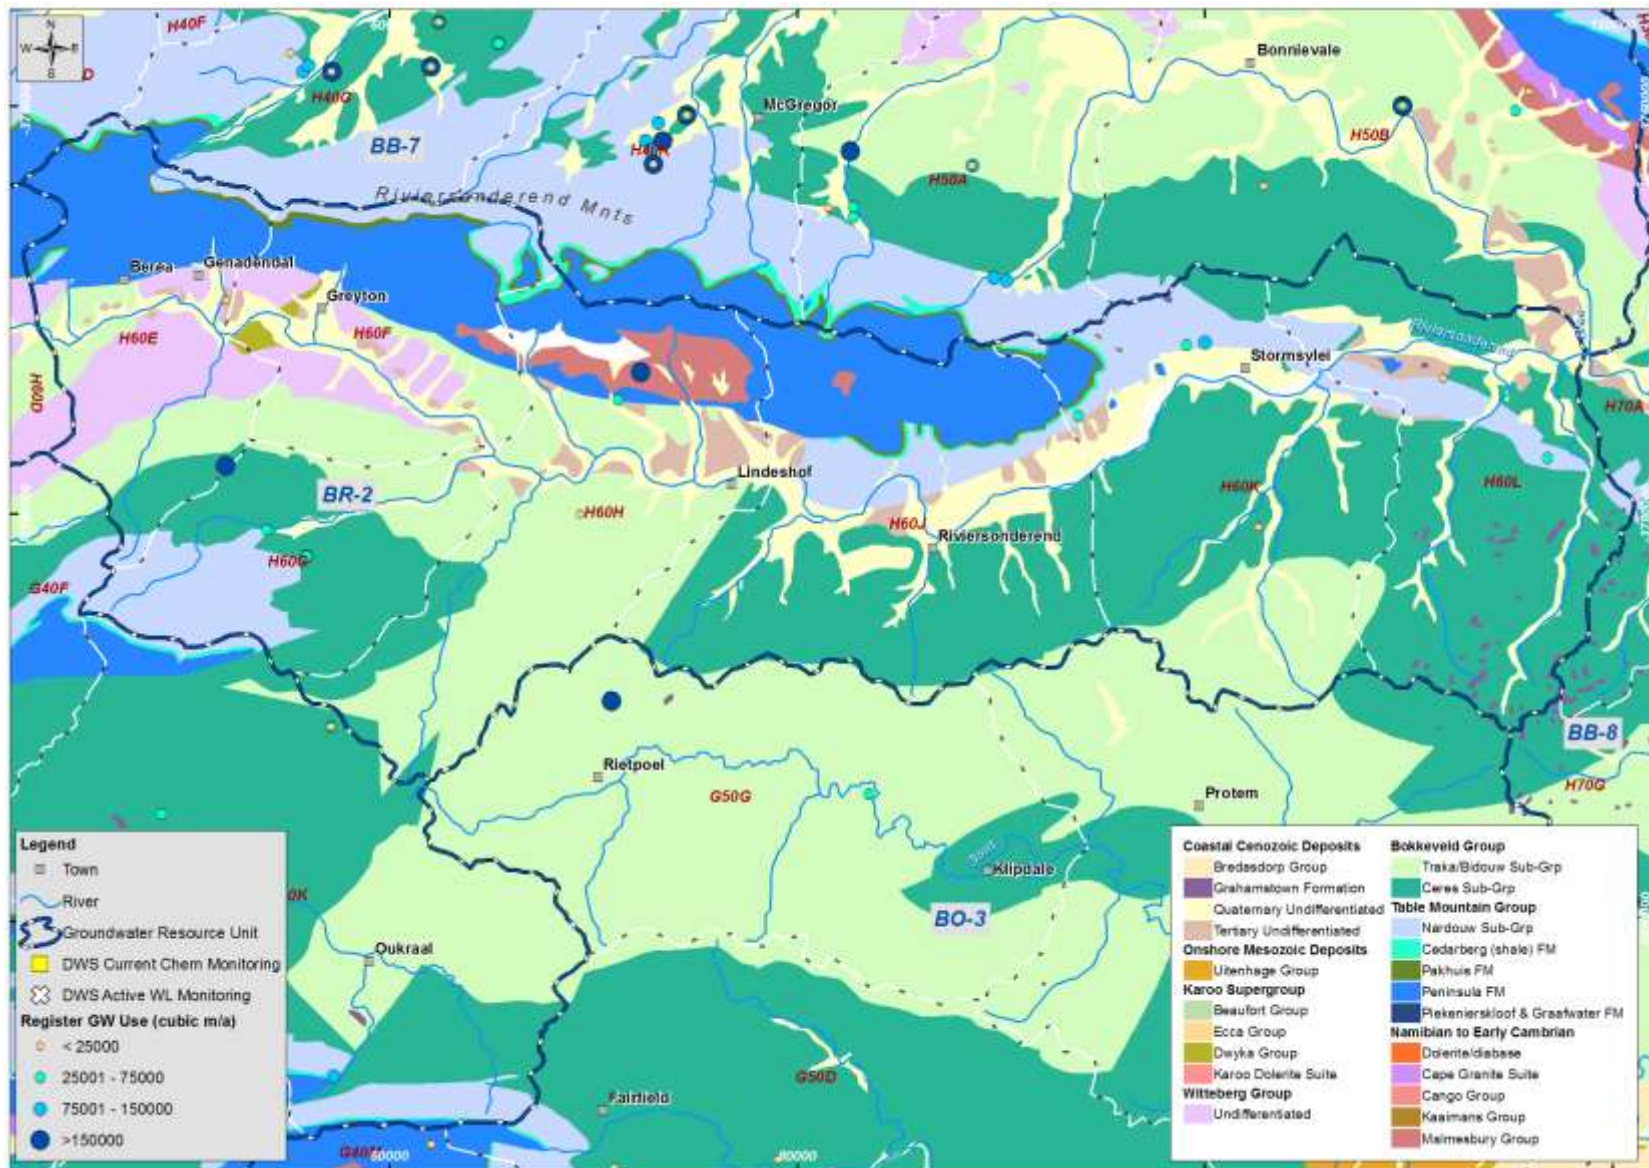 N
W
S
H40F
60000
H40G
BB-7
McGregor
Bonnievale
H50B
H50A
Riviersonderend Mnts
Berea
Genadendal
Greyton
H60E
H60F
H60D
Riviersonderend
Stormsvlei
H70A
BR-2
Lindeshof
H60H
H60J
H60K
H60L
Riviersonderend
H60G
G40F
BB-8
Rietpoel
G50G
Protem
H70G
Sout
Klipdale
BO-3
Oukraal
G50D
Fairfield
60000
80000
Legend
Town
River
Groundwater Resource Unit
DWS Current Chem Monitoring
DWS Active WL Monitoring
Register GW Use (cubic m/a)
< 25000
25001 - 75000
75001 - 150000
>150000
Coastal Cenozoic Deposits
Bredasdorp Group
Grahamstown Formation
Quaternary Undifferentiated
Tertiary Undifferentiated
Onshore Mesozoic Deposits
Uitenhage Group
Karoo Supergroup
Beaufort Group
Ecca Group
Dwyka Group
Karoo Dolerite Suite
Witteberg Group
Undifferentiated
Bokkeveld Group
Traka/Bidouw Sub-Grp
Ceres Sub-Grp
Table Mountain Group
Nardouw Sub-Grp
Cedarberg (shale) FM
Pakhuis FM
Peninsula FM
Piekenierskloof & Graafwater FM
Namibian to Early Cambrian
Dolerite/diabase
Cape Granite Suite
Cango Group
Kaaimans Group
Malmesbury Group